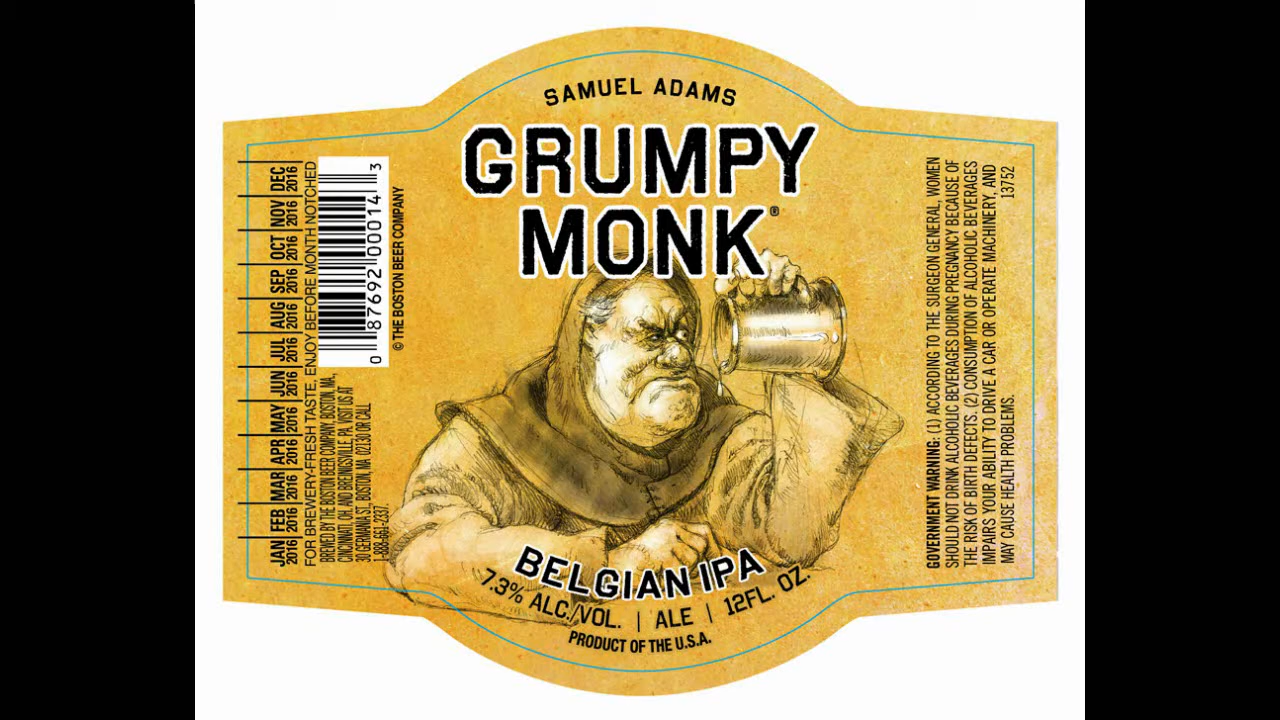 SAMUEL ADAMS
GRUMPY
MONK®
BELGIAN IPA
7.3% ALC./VOL. | ALE | 12FL. OZ.
PRODUCT OF THE U.S.A.
JAN 2016 FEB 2016 MAR 2016 APR 2016 MAY 2016 JUN 2016 JUL 2016 AUG 2016 SEP 2016 OCT 2016 NOV 2016 DEC 2016
FOR BREWERY-FRESH TASTE, ENJOY BEFORE MONTH NOTCHED
BREWED BY THE BOSTON BEER COMPANY, BOSTON, MA,
CINCINNATI, OH, AND BREINIGSVILLE, PA. VISIT US AT
30 GERMANIA ST., BOSTON, MA 02130 OR CALL
1-888-661-2337
0 87692 00014 3
© THE BOSTON BEER COMPANY
GOVERNMENT WARNING: (1) ACCORDING TO THE SURGEON GENERAL, WOMEN
SHOULD NOT DRINK ALCOHOLIC BEVERAGES DURING PREGNANCY BECAUSE OF
THE RISK OF BIRTH DEFECTS. (2) CONSUMPTION OF ALCOHOLIC BEVERAGES
IMPAIRS YOUR ABILITY TO DRIVE A CAR OR OPERATE MACHINERY, AND
MAY CAUSE HEALTH PROBLEMS. 13752